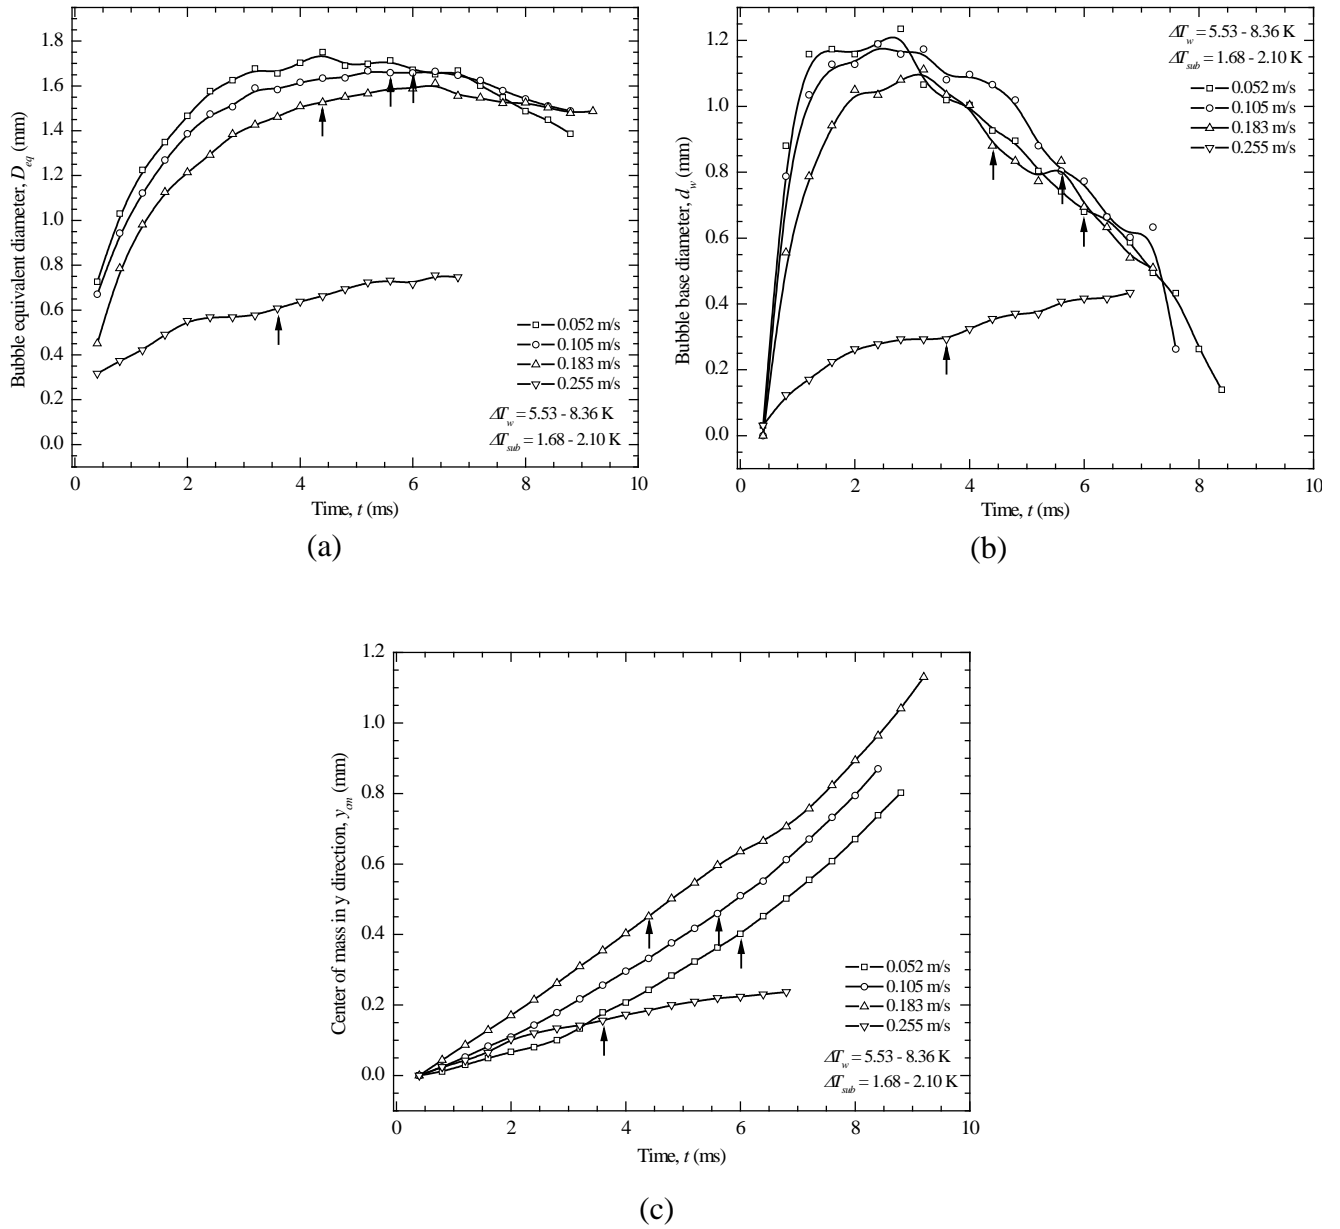 1.8
1.6
1.4
1.2
1.0
0.8
0.6
0.4
0.2
0.0
Bubble equivalent diameter, D_eq (mm)
0.052 m/s
0.105 m/s
0.183 m/s
0.255 m/s
ΔT_w = 5.53 - 8.36 K
ΔT_sub = 1.68 - 2.10 K
0 2 4 6 8 10
Time, t (ms)
(a)
1.2
1.0
0.8
0.6
0.4
0.2
0.0
Bubble base diameter, d_w (mm)
ΔT_w = 5.53 - 8.36 K
ΔT_sub = 1.68 - 2.10 K
0.052 m/s
0.105 m/s
0.183 m/s
0.255 m/s
0 2 4 6 8 10
Time, t (ms)
(b)
1.2
1.0
0.8
0.6
0.4
0.2
0.0
Center of mass in y direction, y_cm (mm)
0.052 m/s
0.105 m/s
0.183 m/s
0.255 m/s
ΔT_w = 5.53 - 8.36 K
ΔT_sub = 1.68 - 2.10 K
0 2 4 6 8 10
Time, t (ms)
(c)